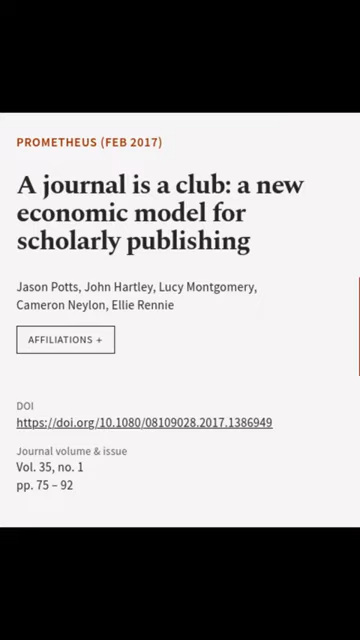 PROMETHEUS (FEB 2017)
A journal is a club: a new
economic model for
scholarly publishing
Jason Potts, John Hartley, Lucy Montgomery,
Cameron Neylon, Ellie Rennie
AFFILIATIONS +
DOI
https://doi.org/10.1080/08109028.2017.1386949
Journal volume & issue
Vol. 35, no. 1
pp. 75 – 92